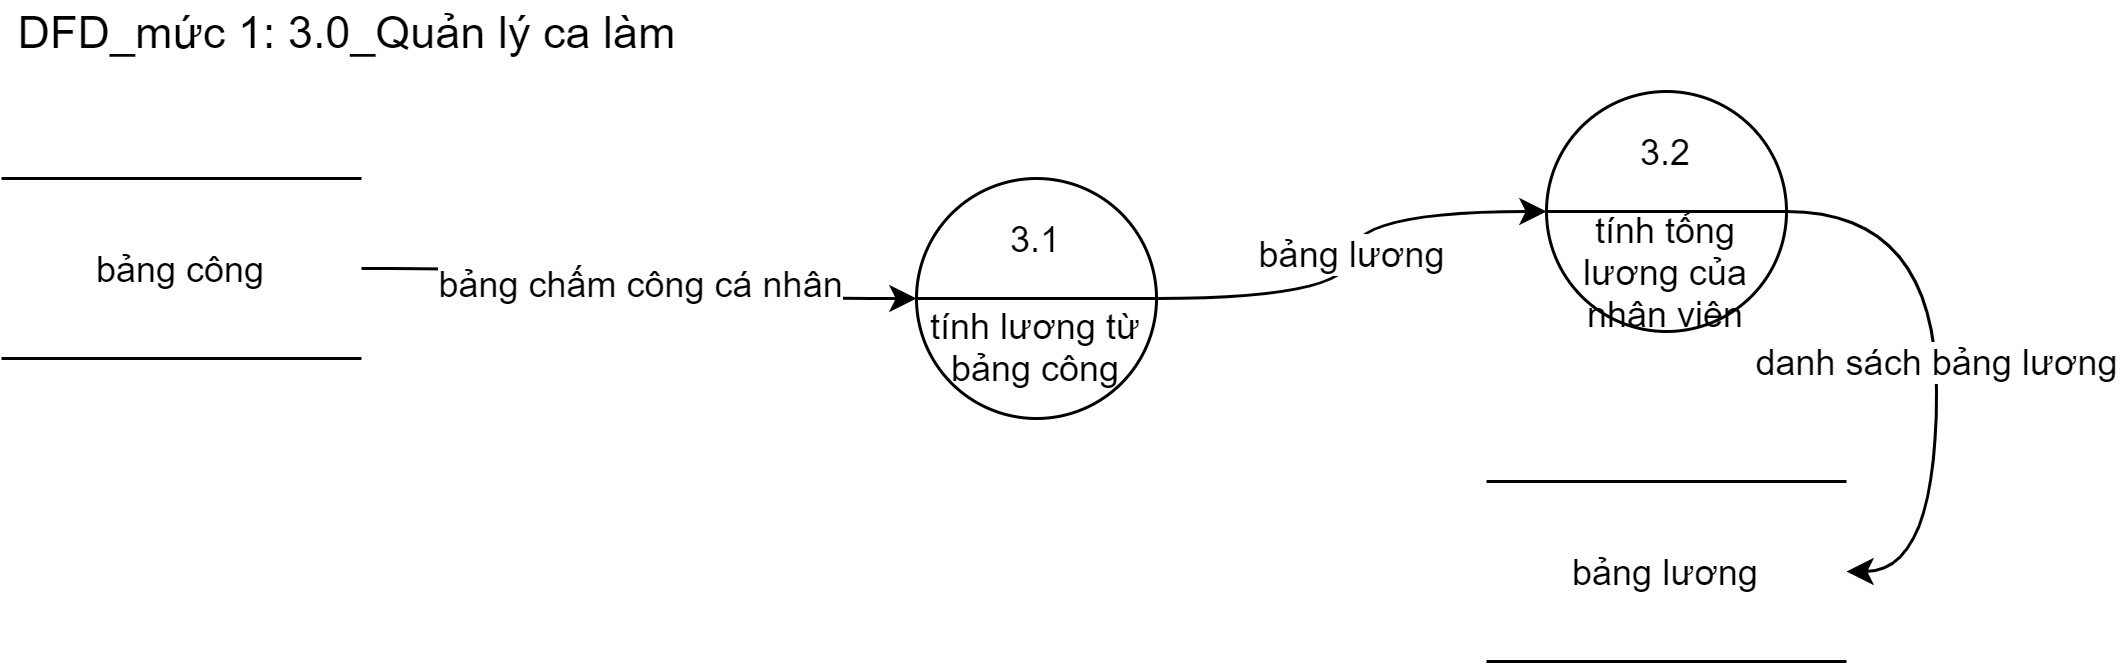 DFD_mức 1: 3.0_Quản lý ca làm
bảng công
bảng chấm công cá nhân
3.1
tính lương từ
bảng công
bảng lương
3.2
tính tổng
lương của
nhân viên
danh sách bảng lương
bảng lương